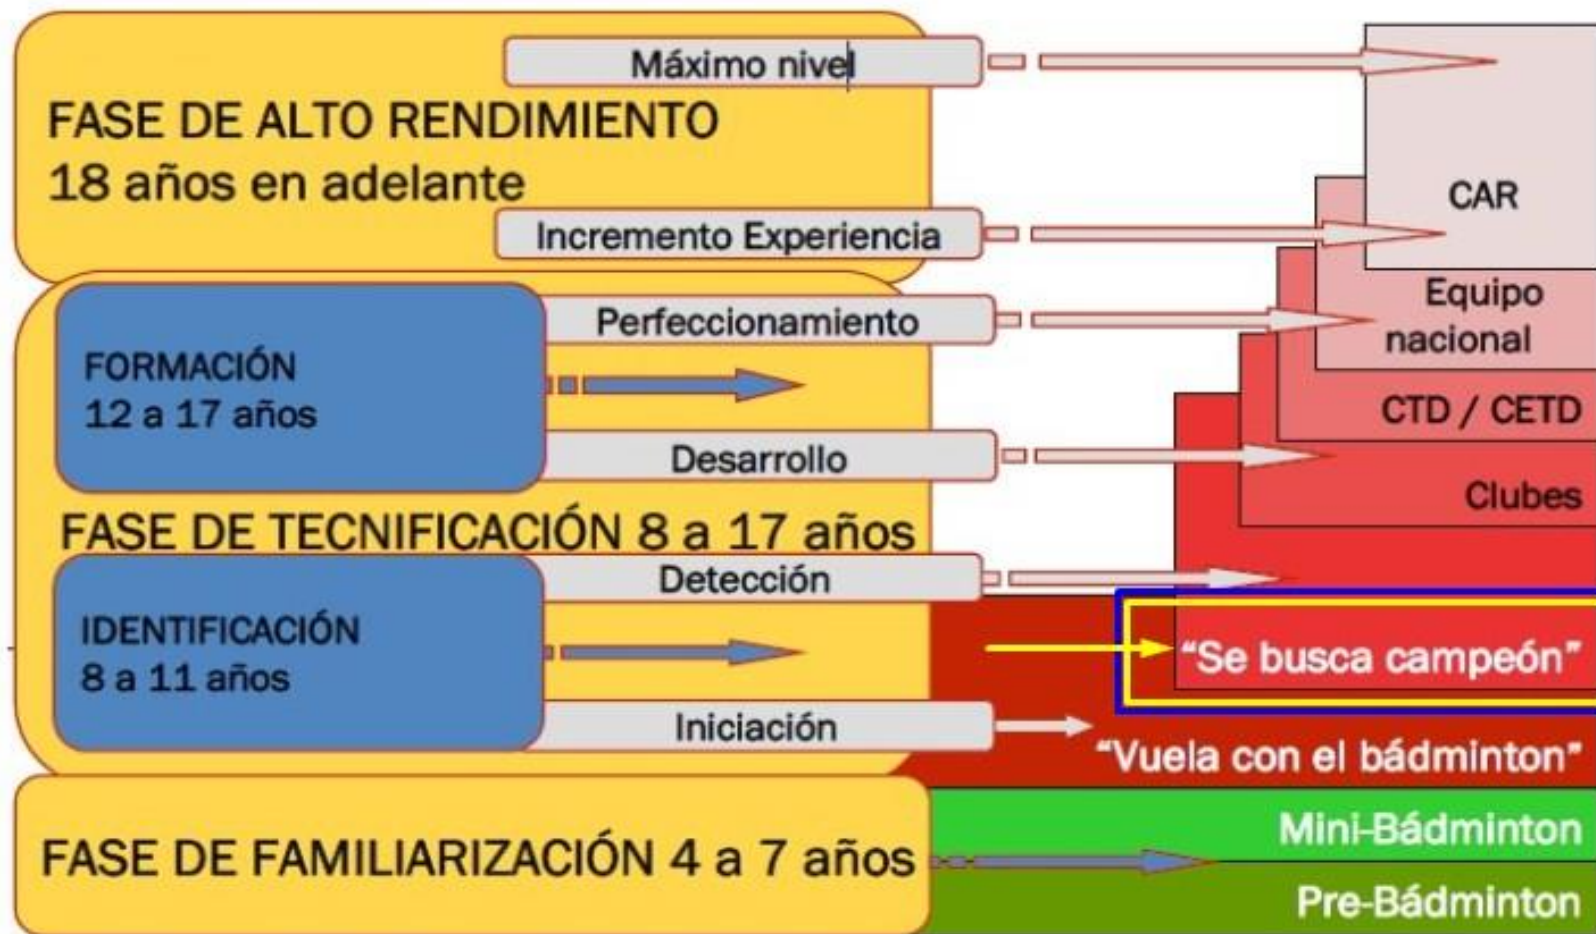 Máximo nivel
FASE DE ALTO RENDIMIENTO
18 años en adelante
CAR
Incremento Experiencia
Equipo
nacional
Perfeccionamiento
FORMACIÓN
12 a 17 años
CTD / CETD
Desarrollo
Clubes
FASE DE TECNIFICACIÓN 8 a 17 años
Detección
IDENTIFICACIÓN
8 a 11 años
“Se busca campeón”
Iniciación
“Vuela con el bádminton”
Mini-Bádminton
FASE DE FAMILIARIZACIÓN 4 a 7 años
Pre-Bádminton